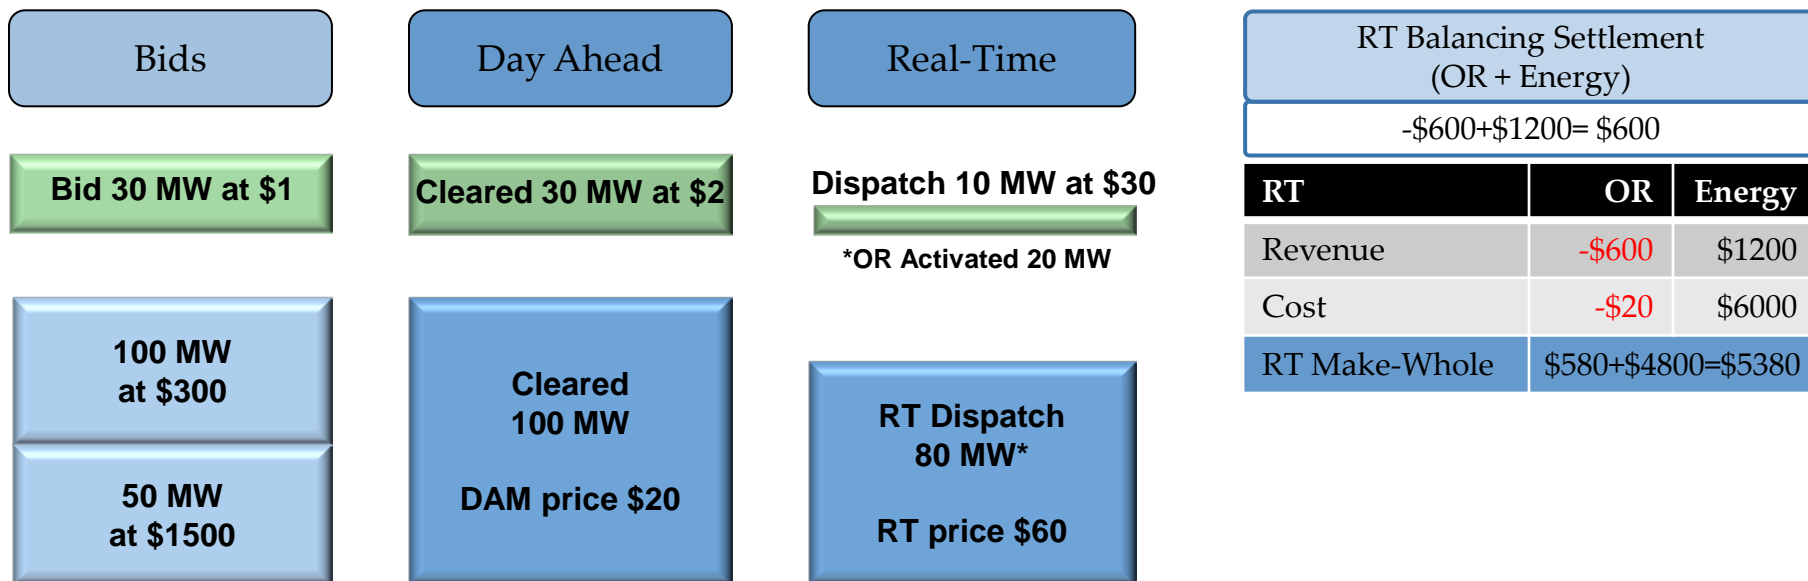 Bids
Day Ahead
Real-Time
RT Balancing Settlement
(OR + Energy)
-$600+$1200= $600
Bid 30 MW at $1
Cleared 30 MW at $2
Dispatch 10 MW at $30
*OR Activated 20 MW
RT OR Energy
Revenue -$600 $1200
Cost -$20 $6000
RT Make-Whole $580+$4800=$5380
100 MW
at $300
50 MW
at $1500
Cleared
100 MW
DAM price $20
RT Dispatch
80 MW*
RT price $60